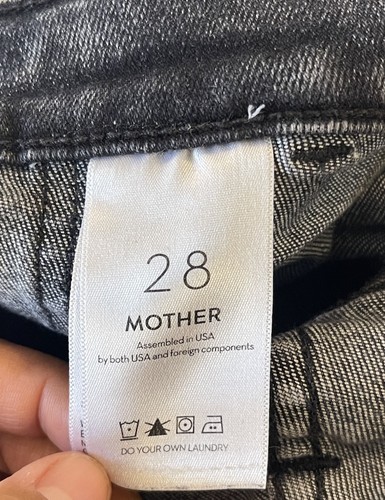 28
MOTHER
Assembled in USA
by both USA and foreign components
DO YOUR OWN LAUNDRY